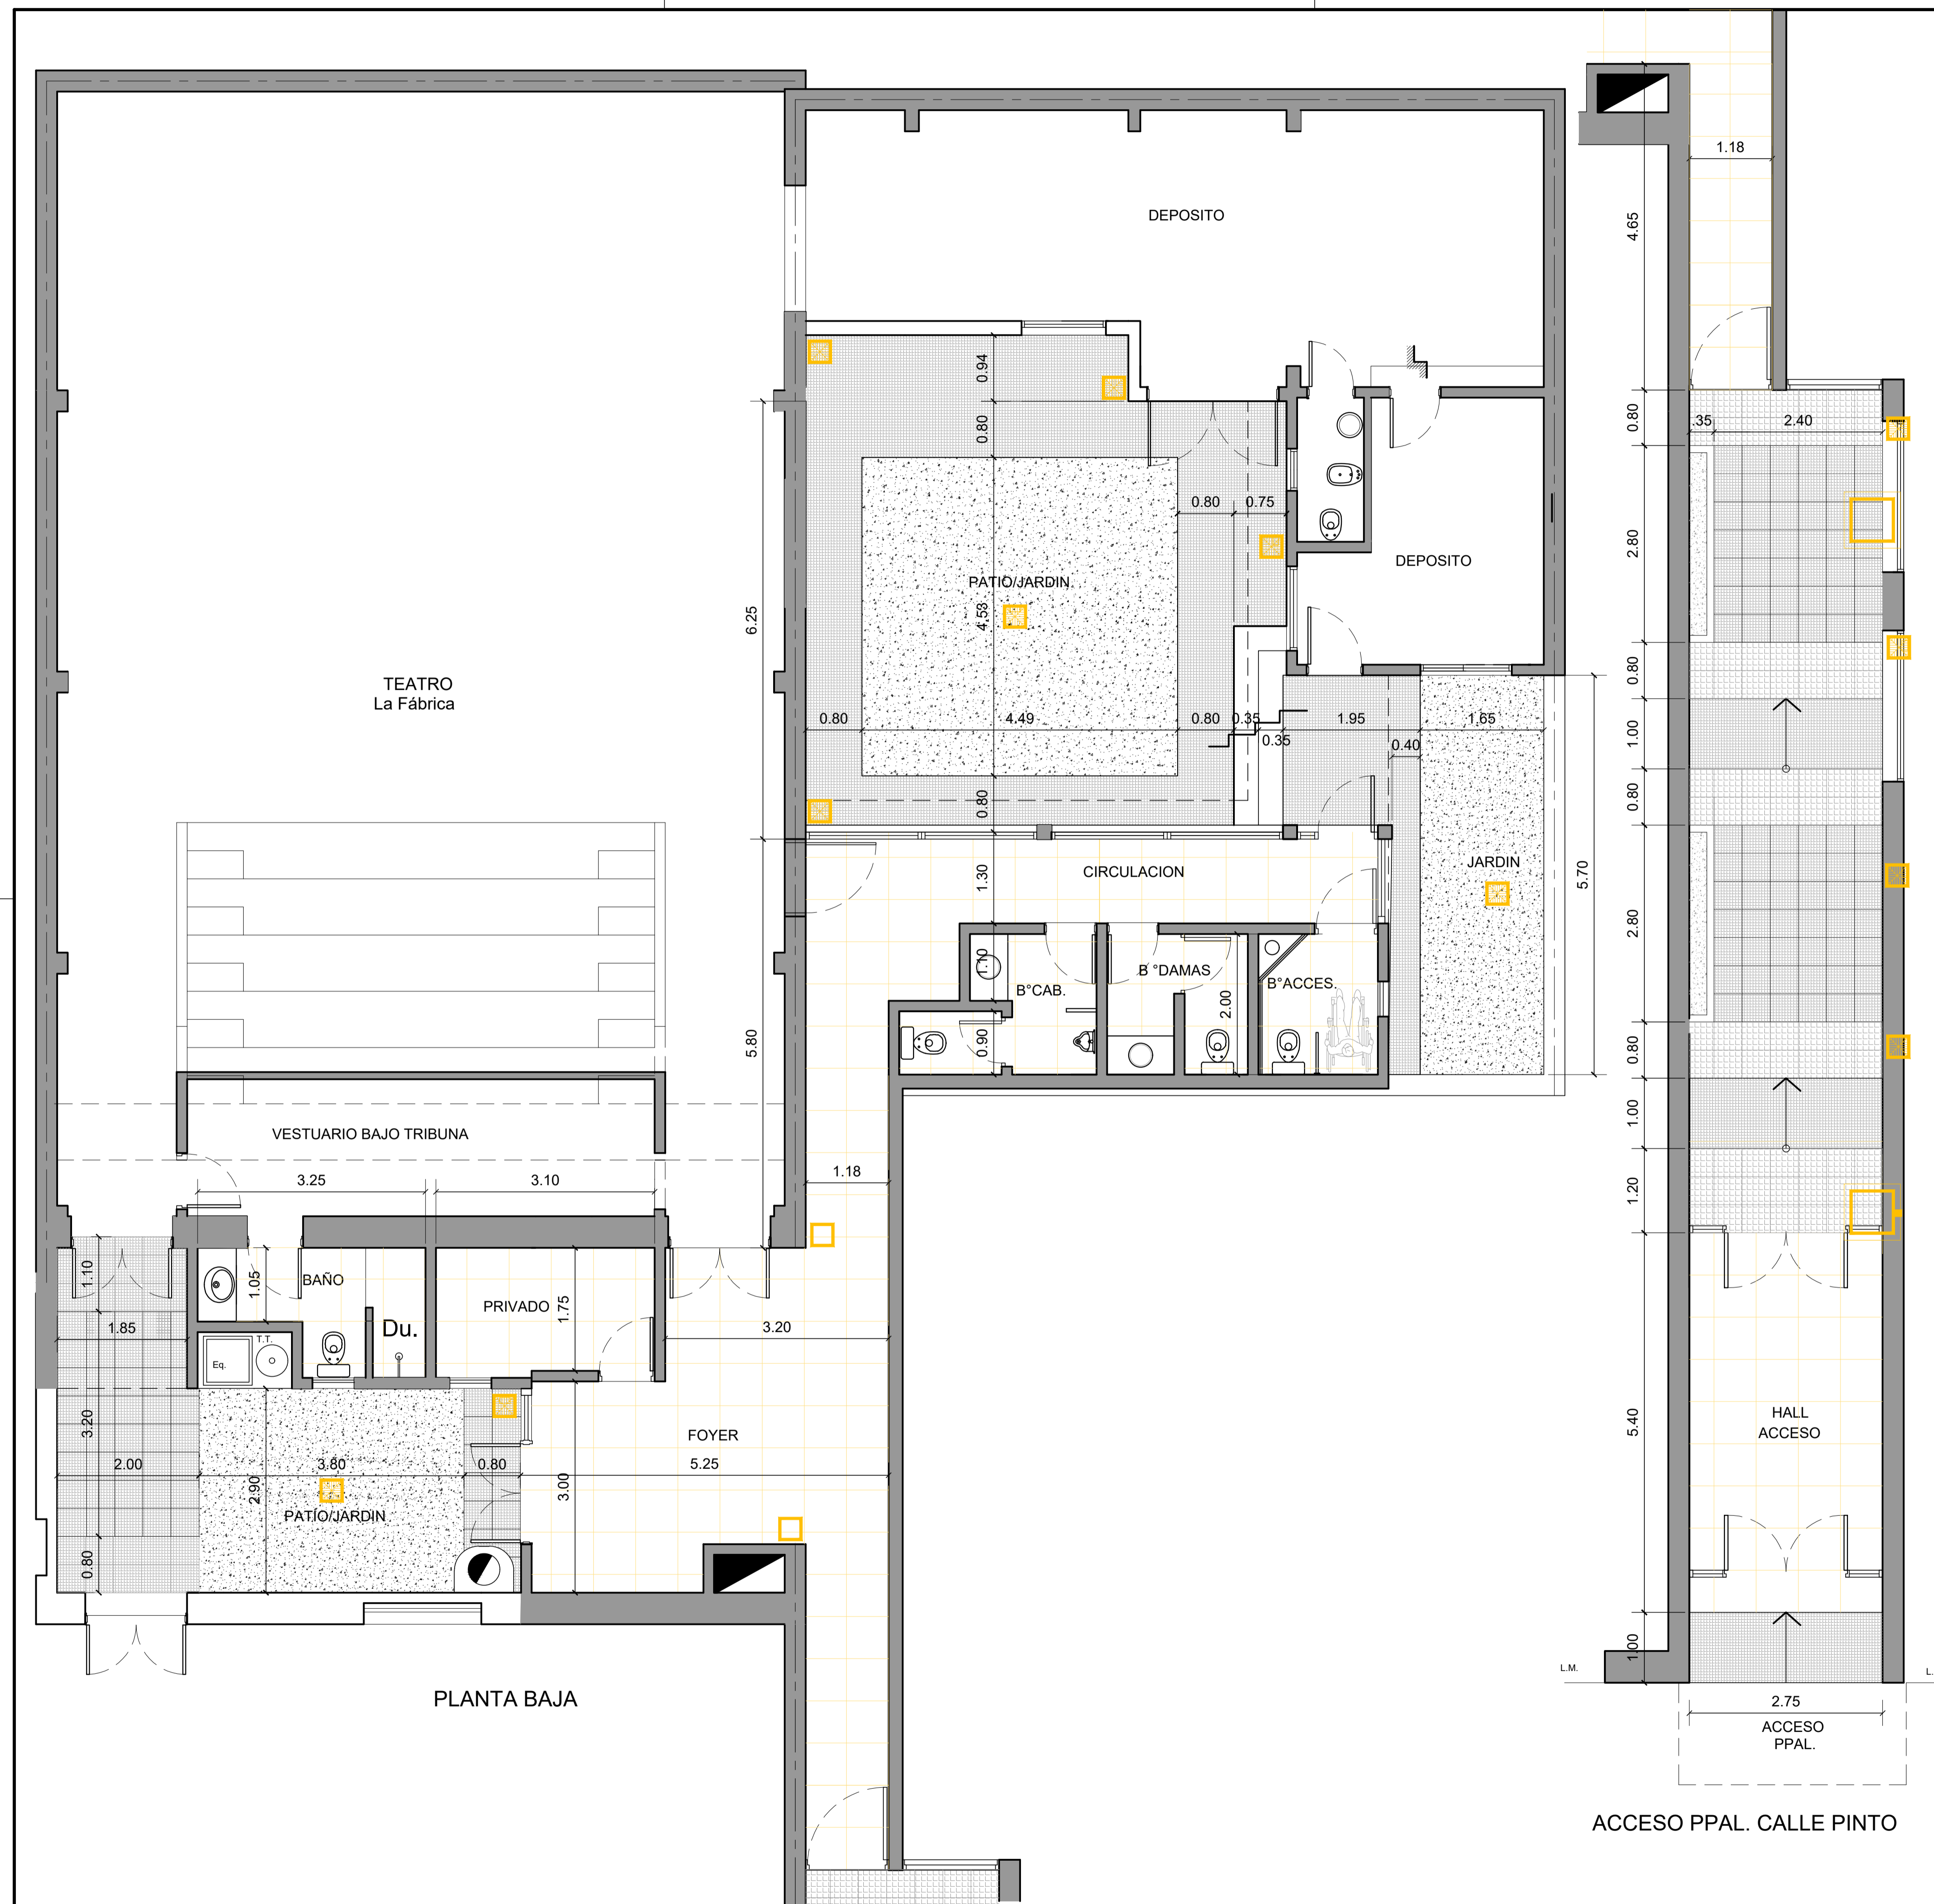 DEPOSITO
1.18
4.65
0.94
0.80
0.80
.35
2.40
0.80
0.75
2.80
DEPOSITO
PATIO/JARDIN
4.53
6.25
TEATRO
La Fábrica
0.80
4.49
0.80
0.35
1.95
1.65
0.35
0.40
0.80
1.00
0.80
0.80
CIRCULACION
1.30
JARDIN
5.70
2.80
1.10
B°CAB.
B °DAMAS
B°ACCES.
2.00
0.90
5.80
0.80
VESTUARIO BAJO TRIBUNA
1.00
3.25
3.10
1.18
1.20
1.10
1.05
BAÑO
PRIVADO
1.75
1.85
Du.
3.20
T.T.
Eq.
3.20
FOYER
2.00
3.80
0.80
5.25
2.90
3.00
PATIO/JARDIN
0.80
5.40
HALL
ACCESO
1.00
L.M.
L.
PLANTA BAJA
2.75
ACCESO
PPAL.
ACCESO PPAL. CALLE PINTO